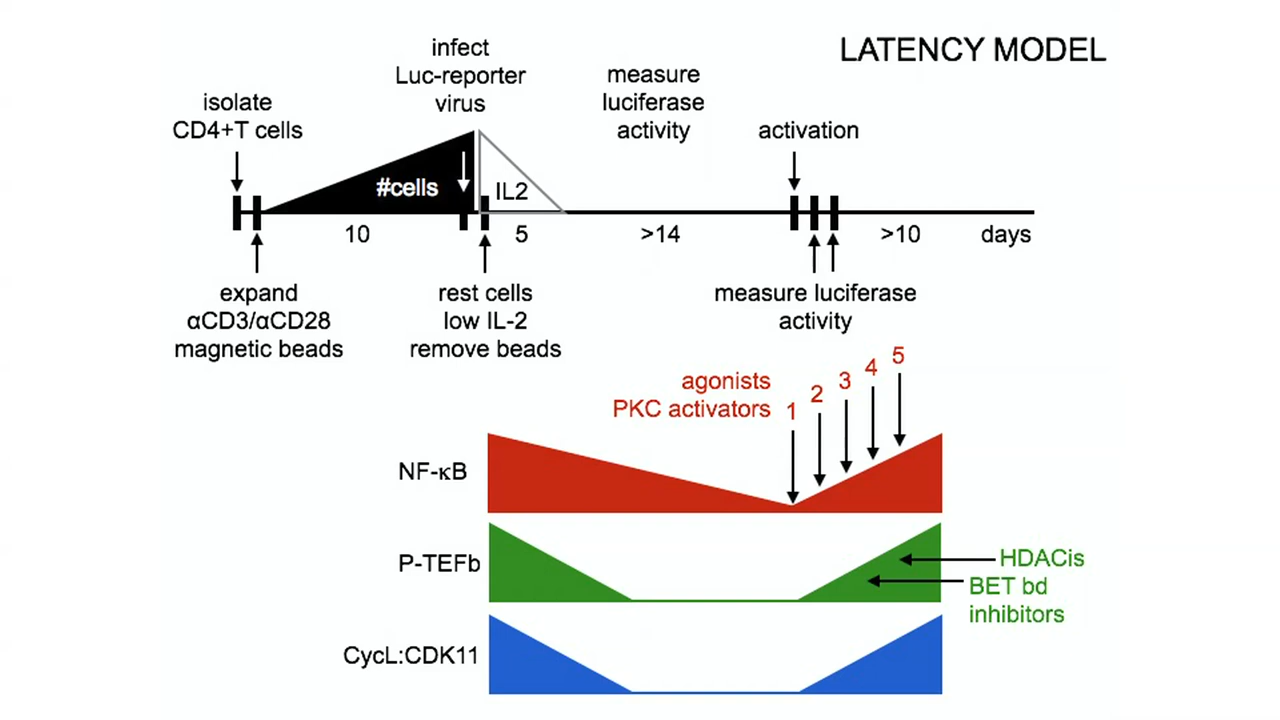 LATENCY MODEL
infect
Luc-reporter
virus
measure
luciferase
activity
isolate
CD4+T cells
activation
#cells
IL2
10
5
>14
>10
days
expand
αCD3/αCD28
magnetic beads
rest cells
low IL-2
remove beads
measure luciferase
activity
agonists
PKC activators
1
2
3
4
5
NF-κB
P-TEFb
HDACis
BET bd
inhibitors
CycL:CDK11